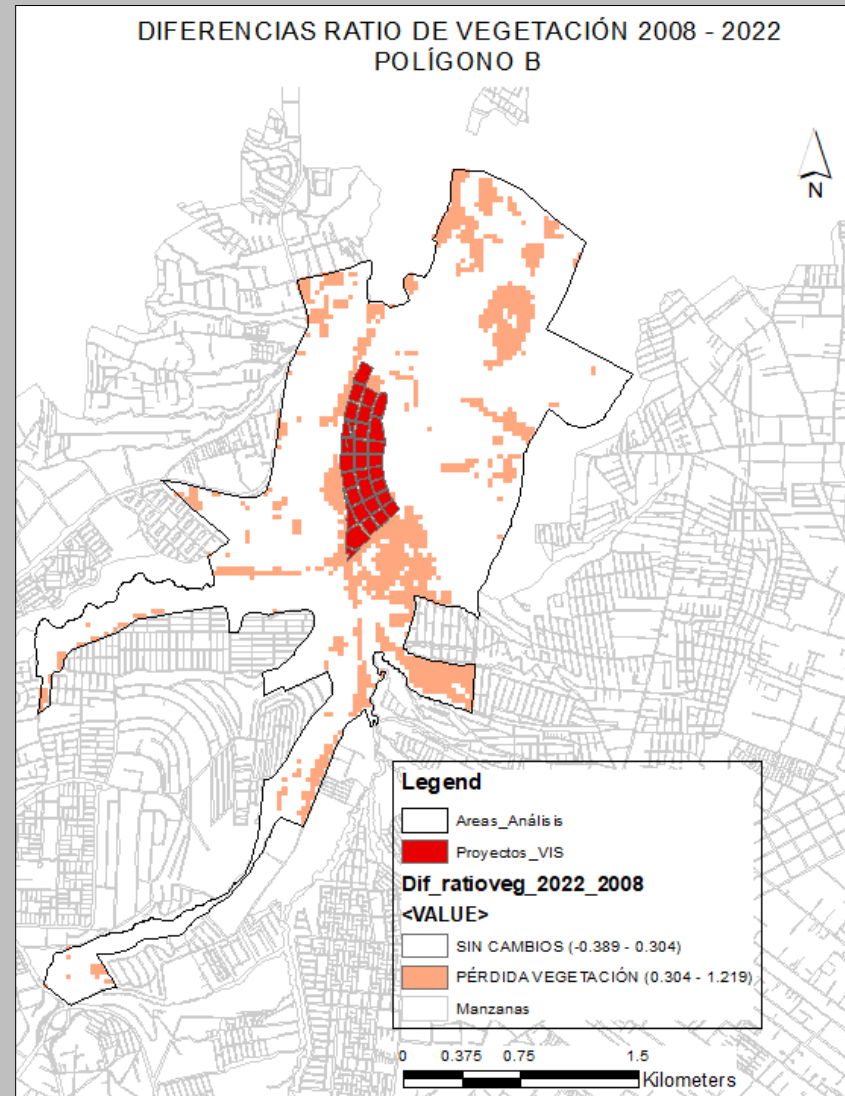 DIFERENCIAS RATIO DE VEGETACIÓN 2008 - 2022
POLÍGONO B
N
Legend
Areas_Análisis
Proyectos_VIS
Dif_ratioveg_2022_2008
<VALUE>
SIN CAMBIOS (-0.389 - 0.304)
PÉRDIDA VEGETACIÓN (0.304 - 1.219)
Manzanas
0 0.375 0.75 1.5
Kilometers